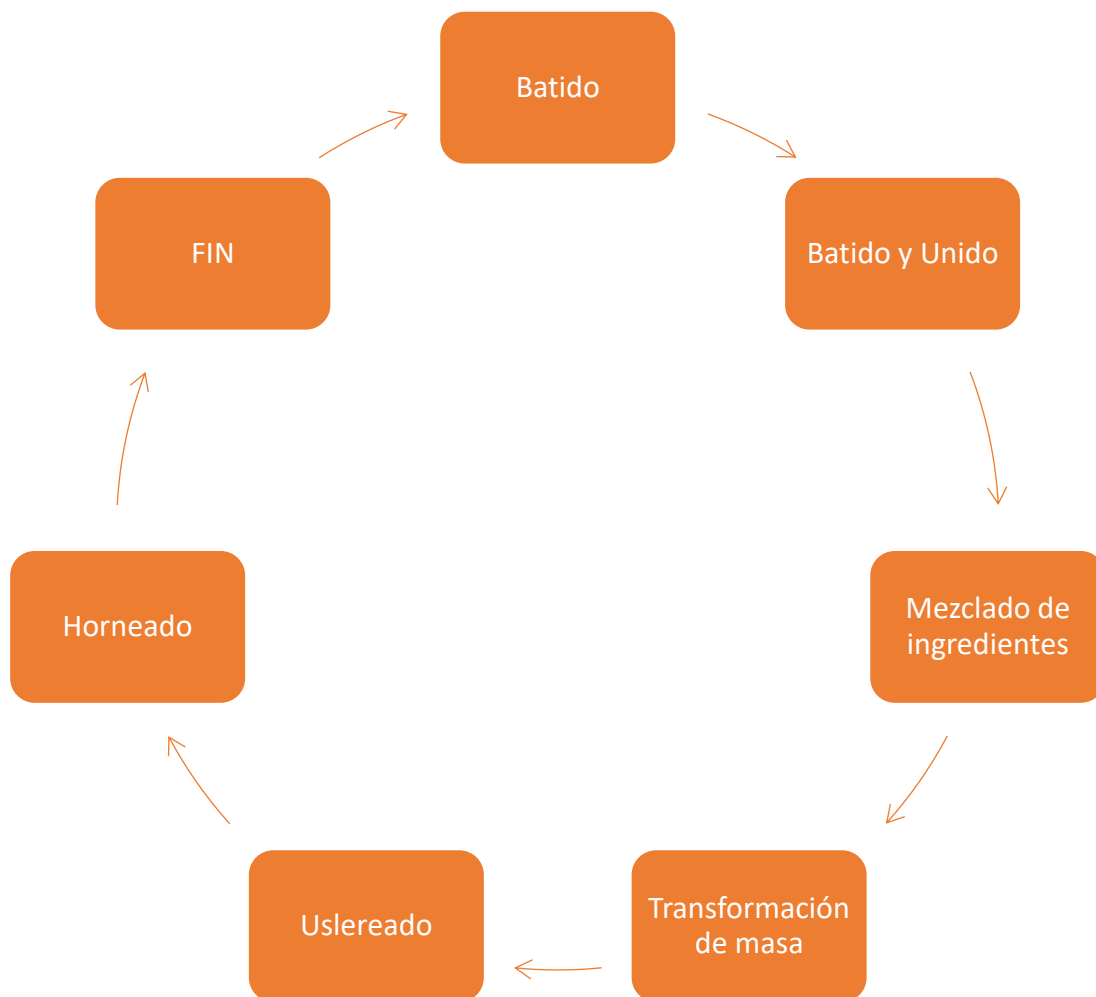 Batido
Batido y Unido
Mezclado de
ingredientes
Transformación
de masa
Uslereado
Horneado
FIN